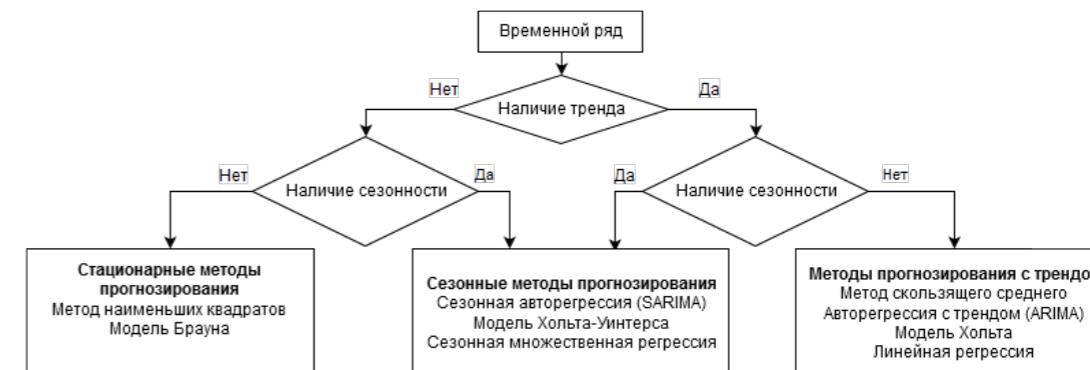 Временной ряд
Нет
Да
Наличие тренда
Нет
Да
Да
Нет
Наличие сезонности
Наличие сезонности
Стационарные методы
прогнозирования
Метод наименьших квадратов
Модель Брауна
Сезонные методы прогнозирования
Сезонная авторегрессия (SARIMA)
Модель Хольта-Уинтерса
Сезонная множественная регрессия
Методы прогнозирования с трендо
Метод скользящего среднего
Авторегрессия с трендом (ARIMA)
Модель Хольта
Линейная регрессия